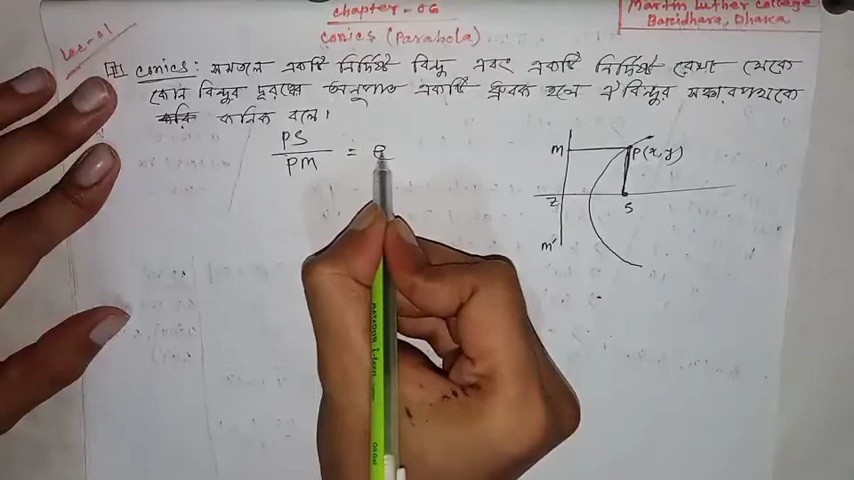 Chapter - 06
Conics (Parabola)
Martin Luther College
Baridhara, Dhaka
Lec-01
# Conics: সমতলে একটি নির্দিষ্ট বিন্দু এবং একটি নির্দিষ্ট রেখা থেকে
কোন বিন্দুর দূরত্বের অনুপাত একটি ধ্রুবক হলে ঐ বিন্দুর সঞ্চারপথকে
কনিক বলে।
PS
PM
= e
M
P(x,y)
Z
S
M'